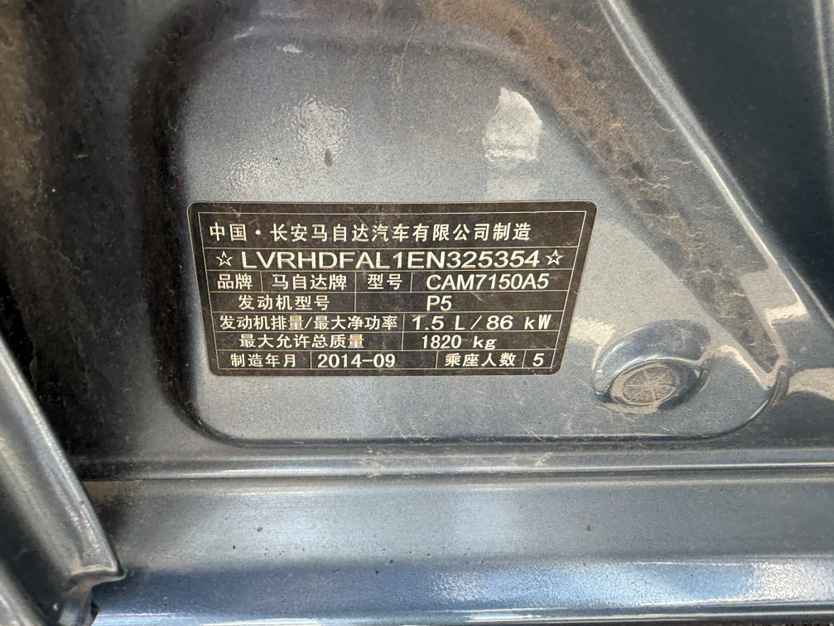 中国·长安马自达汽车有限公司制造
☆LVRHDFAL1EN325354☆
品牌 马自达牌 型号 CAM7150A5
发动机型号 P5
发动机排量/最大净功率 1.5 L/86 kW
最大允许总质量 1820 kg
制造年月 2014-09 乘座人数 5